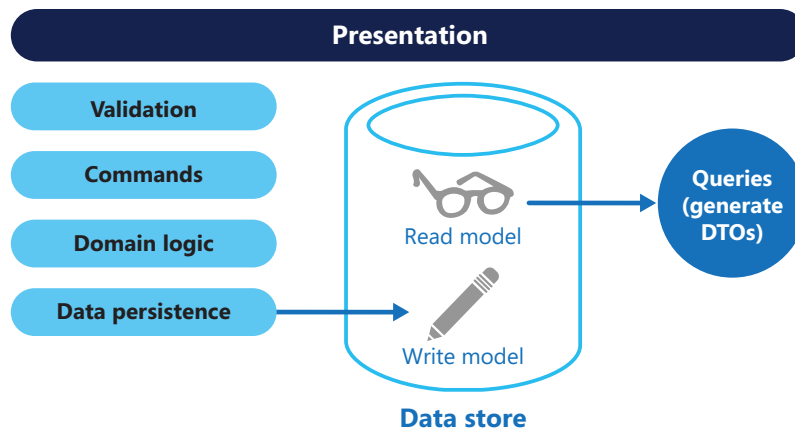 Presentation
Validation
Commands
Domain logic
Data persistence
Read model
Write model
Data store
Queries
(generate
DTOs)